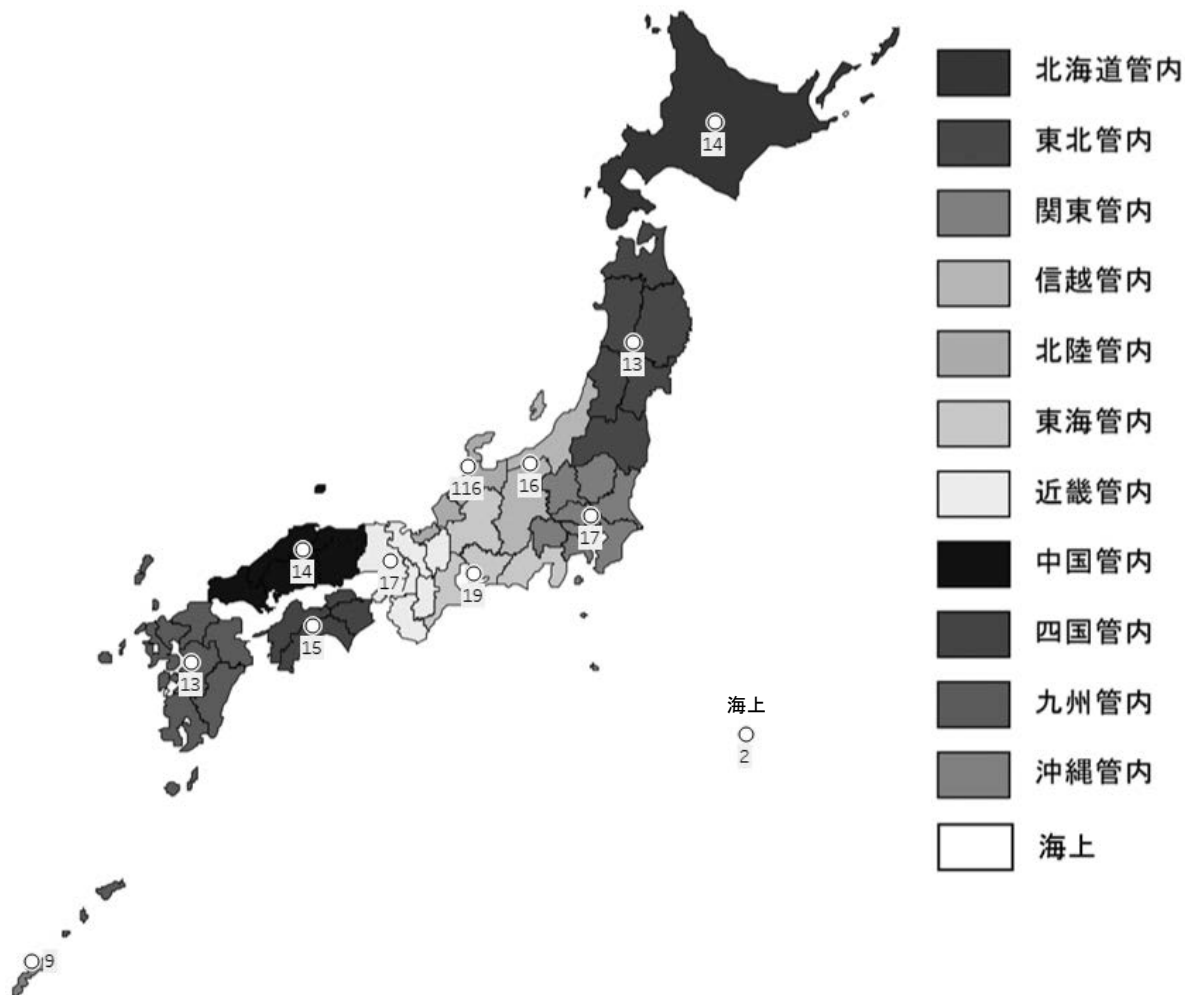 北海道管内
東北管内
関東管内
信越管内
北陸管内
東海管内
近畿管内
中国管内
四国管内
九州管内
沖縄管内
海上
14
13
116
16
17
14
17
19
15
13
海上
2
9